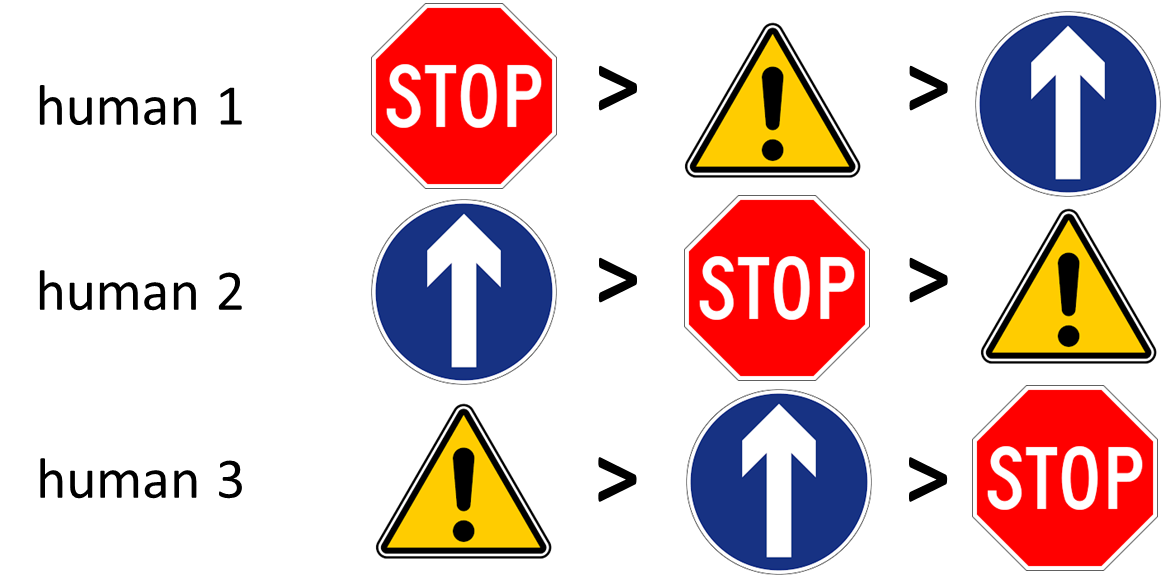 human 1 STOP > ! >
human 2 > STOP >  !
human 3 ! > > STOP